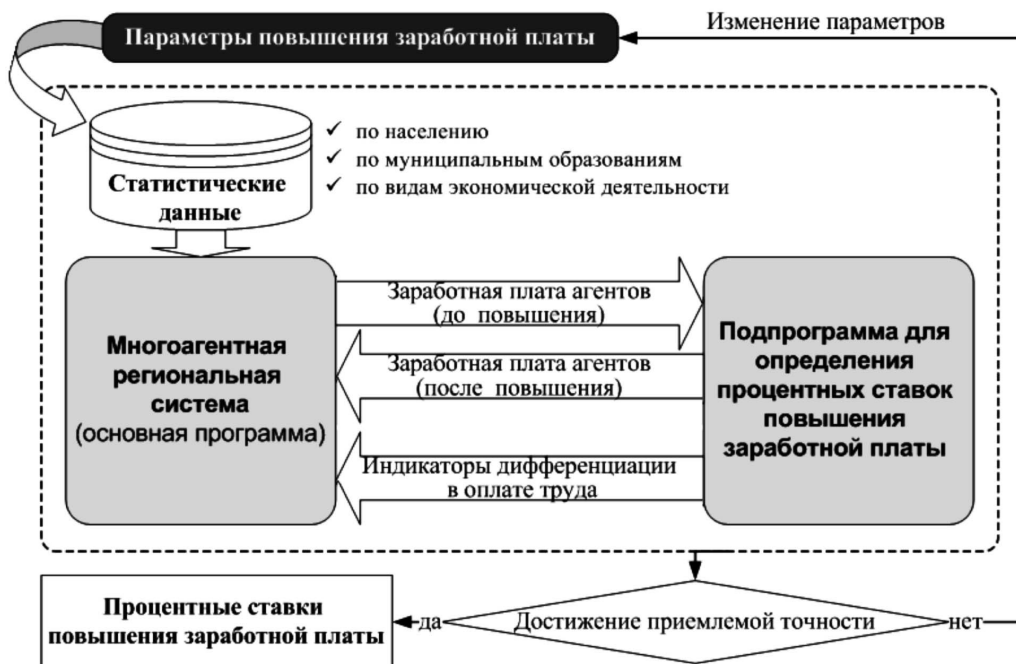 Изменение параметров
Параметры повышения заработной платы
✓ по населению
✓ по муниципальным образованиям
✓ по видам экономической деятельности
Статистические
данные
Многоагентная
региональная
система
(основная программа)
Заработная плата агентов
(до повышения)
Заработная плата агентов
(после повышения)
Индикаторы дифференциации
в оплате труда
Подпрограмма для
определения
процентных ставок
повышения
заработной платы
Процентные ставки
повышения заработной платы
да
Достижение приемлемой точности
нет